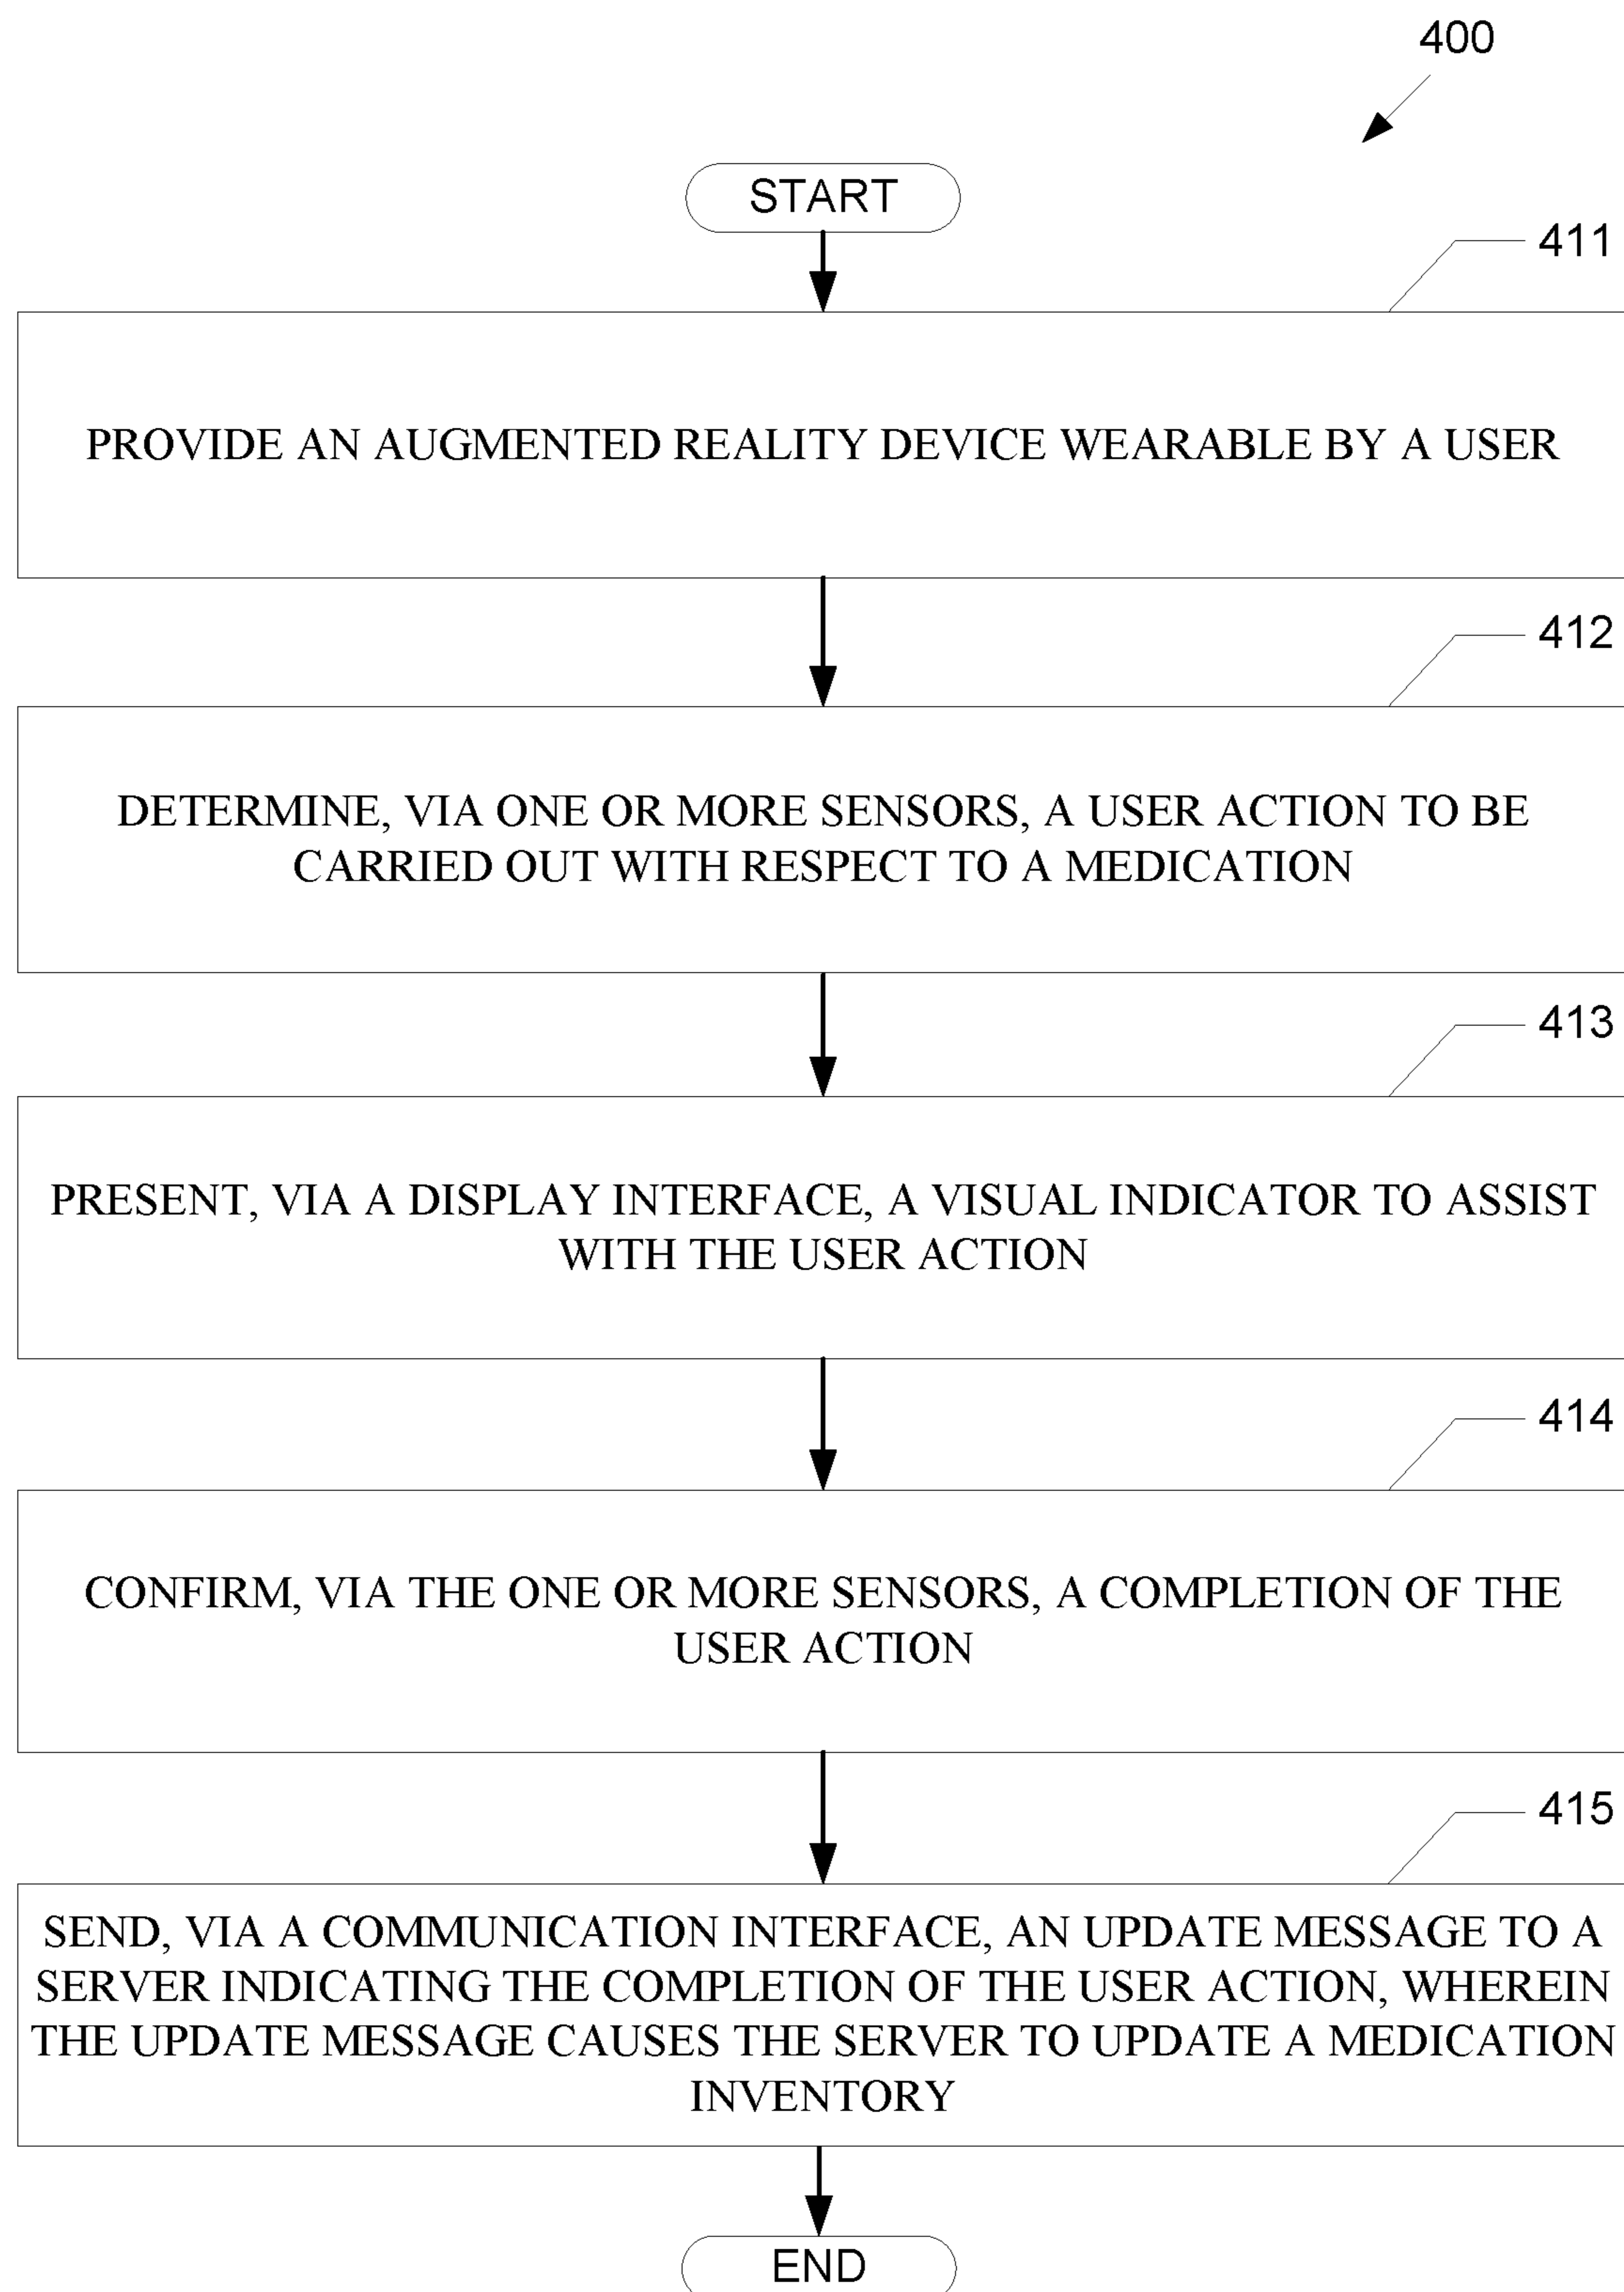 400
START
411
PROVIDE AN AUGMENTED REALITY DEVICE WEARABLE BY A USER
412
DETERMINE, VIA ONE OR MORE SENSORS, A USER ACTION TO BE
CARRIED OUT WITH RESPECT TO A MEDICATION
413
PRESENT, VIA A DISPLAY INTERFACE, A VISUAL INDICATOR TO ASSIST
WITH THE USER ACTION
414
CONFIRM, VIA THE ONE OR MORE SENSORS, A COMPLETION OF THE
USER ACTION
415
SEND, VIA A COMMUNICATION INTERFACE, AN UPDATE MESSAGE TO A
SERVER INDICATING THE COMPLETION OF THE USER ACTION, WHEREIN
THE UPDATE MESSAGE CAUSES THE SERVER TO UPDATE A MEDICATION
INVENTORY
END